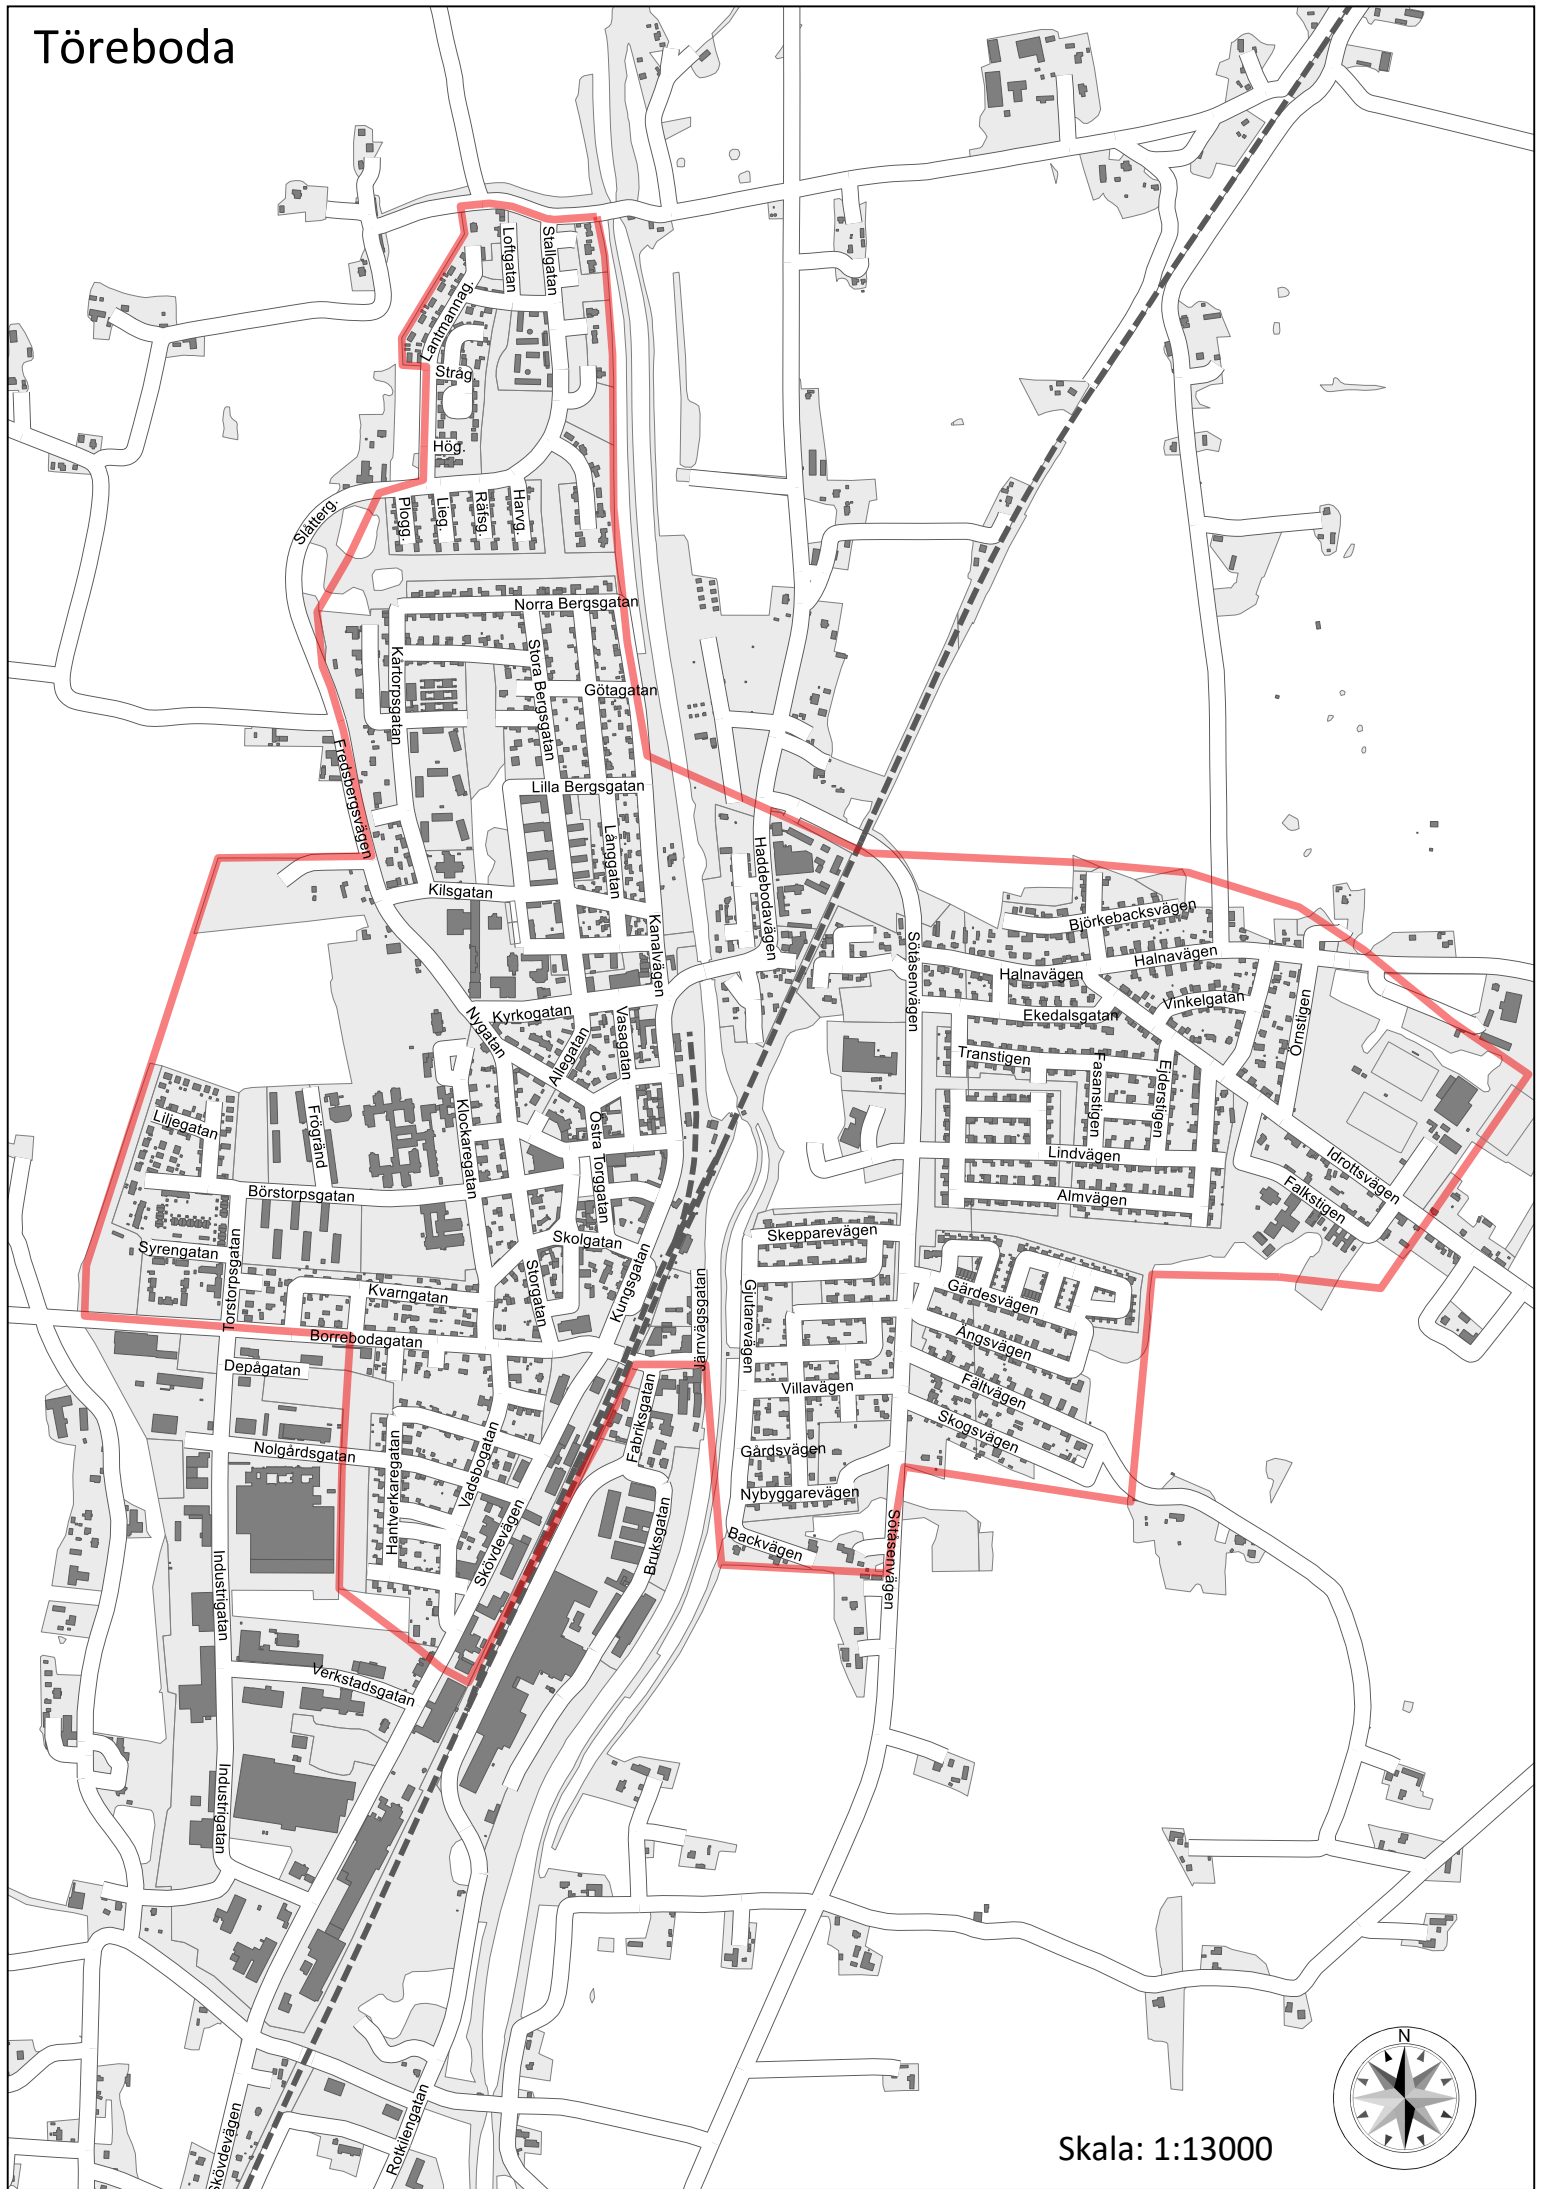 Töreboda
Loftgatan
Stallgatan
Lantmannag.
Stråg.
Hög.
Slåtterg.
Plogg.
Lieg.
Räfsg.
Harvg.
Norra Bergsgatan
Kärtorpsgatan
Stora Bergsgatan
Götagatan
Fredsbergsvägen
Lilla Bergsgatan
Långgatan
Haddebodavägen
Kilsgatan
Kanalvägen
Björkebacksvägen
Sötåsenvägen
Halnavägen
Halnavägen
Vinkelgatan
Ekedalsgatan
Örnstigen
Kyrkogatan
Nygatan
Vasagatan
Allegatan
Transtigen
Fasanstigen
Ejderstigen
Liljegatan
Frögränd
Klockaregatan
Östra Torggatan
Lindvägen
Idrottsvägen
Börstorpsgatan
Almvägen
Falkstigen
Skepparevägen
Syrengatan
Torstorpsgatan
Skolgatan
Storgatan
Kungsgatan
Järnvägsgatan
Gjutarevägen
Kvarngatan
Gärdesvägen
Borrebodagatan
Ängsvägen
Depågatan
Villavägen
Fältvägen
Fabriksgatan
Skogsvägen
Nolgårdsgatan
Hantverkaregatan
Vadsbogatan
Gårdsvägen
Nybyggarevägen
Skövdevägen
Bruksgatan
Backvägen
Sötåsenvägen
Industrigatan
Verkstadsgatan
Industrigatan
N
Skala: 1:13000
Rotkilengatan
Skövdevägen